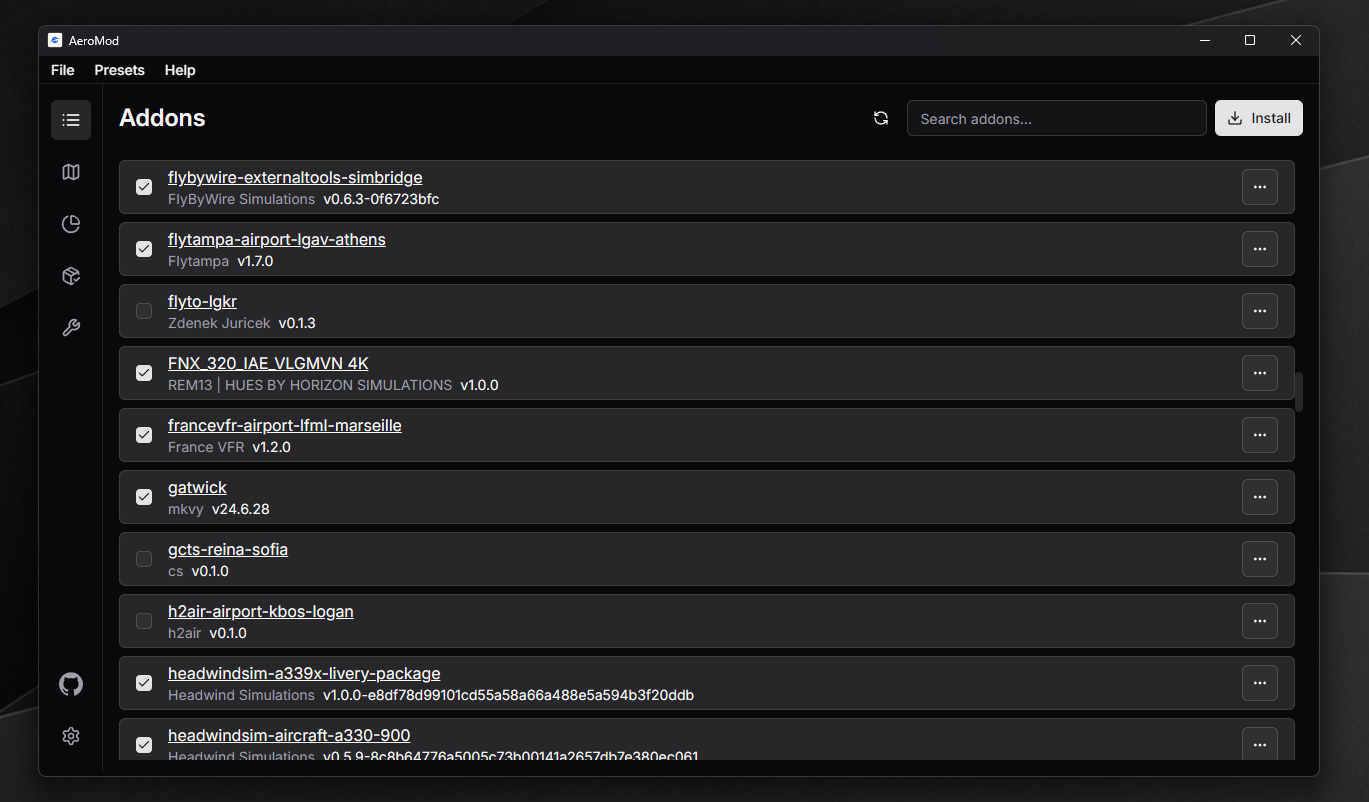 AeroMod
File Presets Help
Addons
Search addons...
Install
flybywire-externaltools-simbridge
FlyByWire Simulations v0.6.3-0f6723bfc
flytampa-airport-lgav-athens
Flytampa v1.7.0
flyto-lgkr
Zdenek Juricek v0.1.3
FNX_320_IAE_VLGMVN 4K
REM13 | HUES BY HORIZON SIMULATIONS v1.0.0
francevfr-airport-lfml-marseille
France VFR v1.2.0
gatwick
mkvy v24.6.28
gcts-reina-sofia
cs v0.1.0
h2air-airport-kbos-logan
h2air v0.1.0
headwindsim-a339x-livery-package
Headwind Simulations v1.0.0-e8df78d99101cd55a58a66a488e5a594b3f20ddb
headwindsim-aircraft-a330-900
Headwind Simulations v0.5.9-8c8b64776a5005c73b00141a2657db7e380ec061